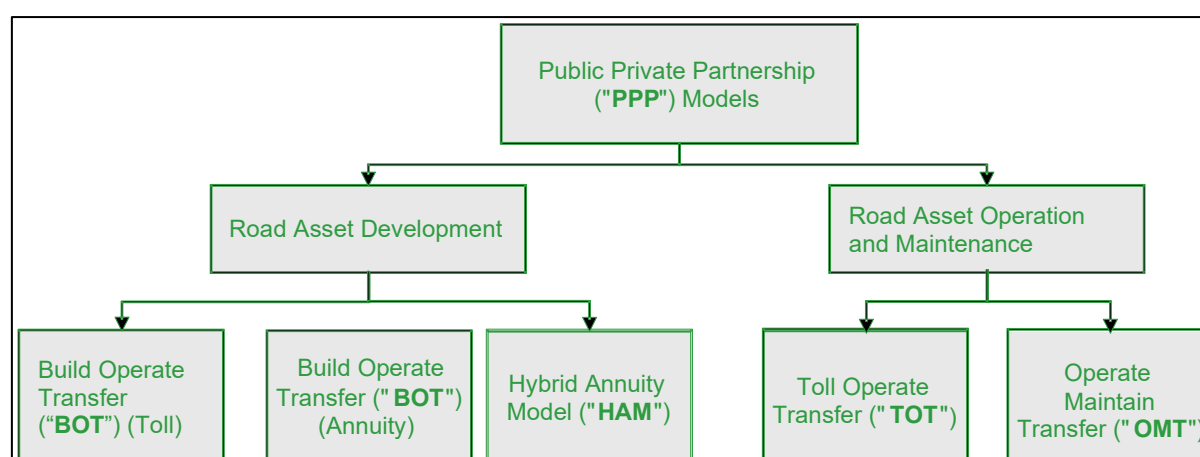 Public Private Partnership
("PPP") Models
Road Asset Development
Road Asset Operation
and Maintenance
Build Operate
Transfer
(“BOT”) (Toll)
Build Operate
Transfer (" BOT")
(Annuity)
Hybrid Annuity
Model ("HAM")
Toll Operate
Transfer (" TOT")
Operate
Maintain
Transfer (" OMT")